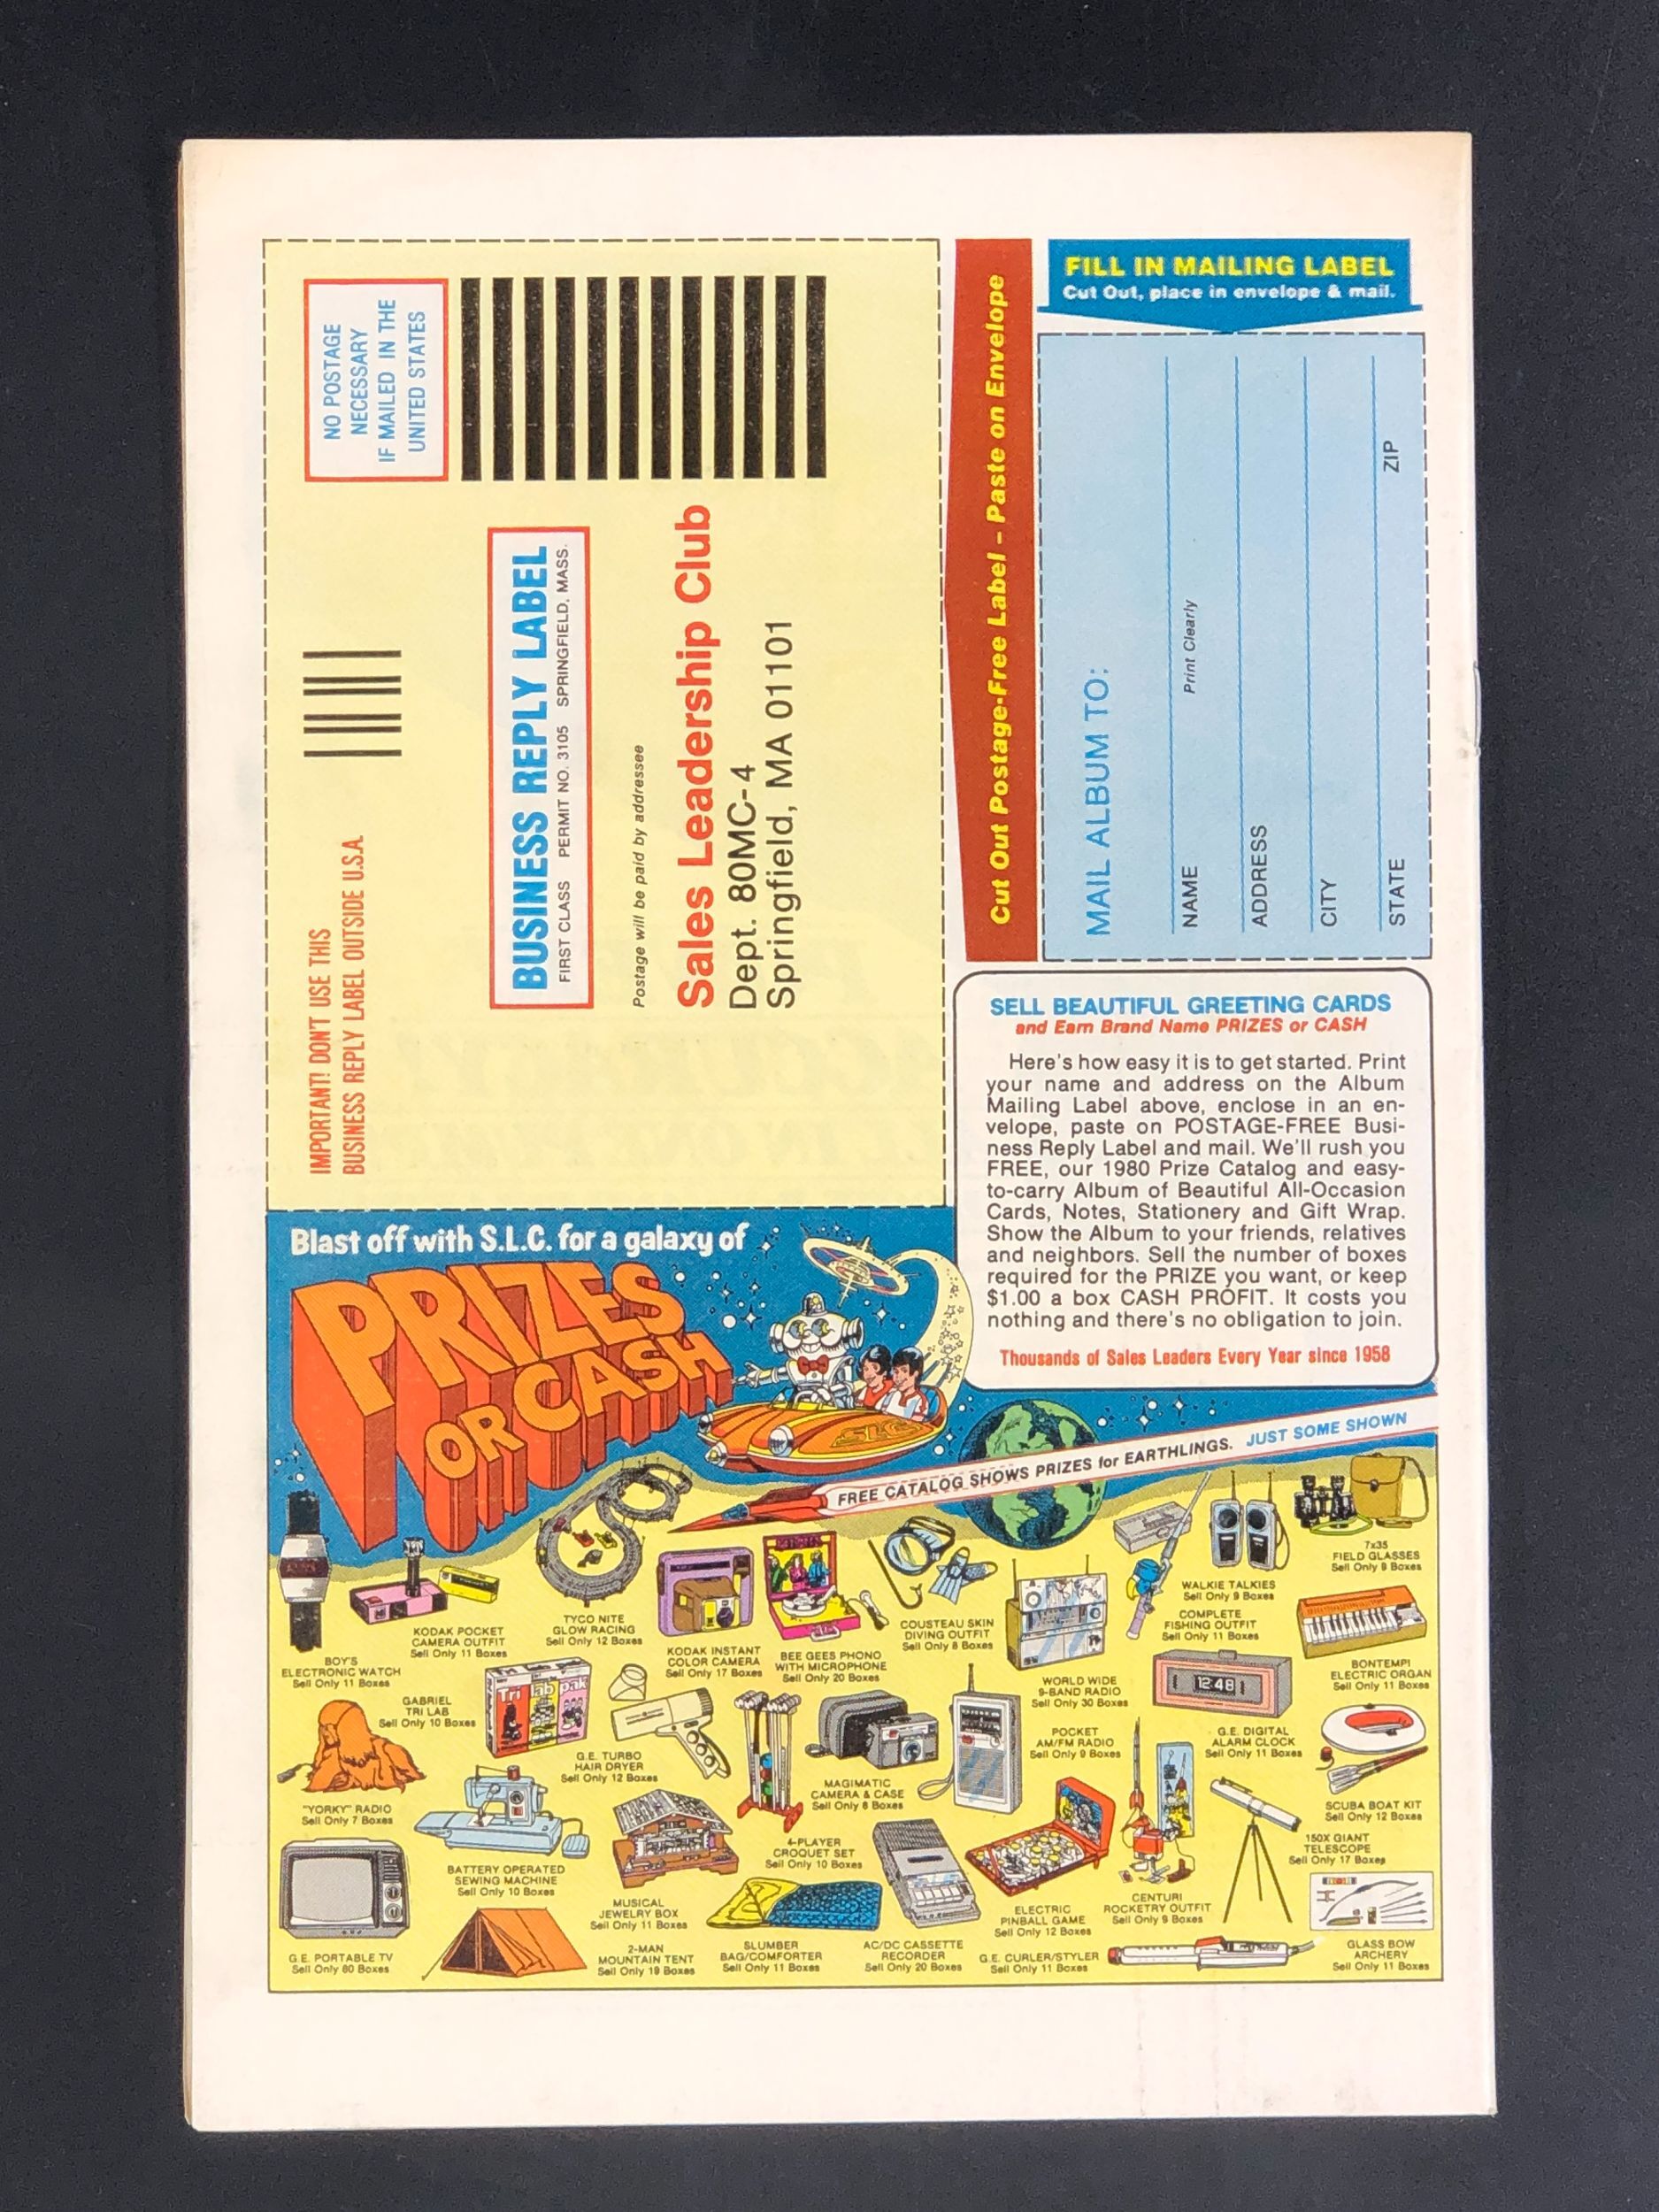 NO POSTAGE
NECESSARY
IF MAILED IN THE
UNITED STATES
IMPORTANT! DON'T USE THIS
BUSINESS REPLY LABEL OUTSIDE U.S.A.
BUSINESS REPLY LABEL
FIRST CLASS PERMIT NO. 3105 SPRINGFIELD, MASS.
Postage will be paid by addressee
Sales Leadership Club
Dept. 80MC-4
Springfield, MA 01101
Cut Out Postage-Free Label – Paste on Envelope
FILL IN MAILING LABEL
Cut Out, place in envelope & mail.
MAIL ALBUM TO:
NAME
Print Clearly
ADDRESS
CITY
STATE ZIP
SELL BEAUTIFUL GREETING CARDS
and Earn Brand Name PRIZES or CASH
Here's how easy it is to get started. Print
your name and address on the Album
Mailing Label above, enclose in an en-
velope, paste on POSTAGE-FREE Busi-
ness Reply Label and mail. We'll rush you
FREE, our 1980 Prize Catalog and easy-
to-carry Album of Beautiful All-Occasion
Cards, Notes, Stationery and Gift Wrap.
Show the Album to your friends, relatives
and neighbors. Sell the number of boxes
required for the PRIZE you want, or keep
$1.00 a box CASH PROFIT. It costs you
nothing and there's no obligation to join.
Thousands of Sales Leaders Every Year since 1958
Blast off with S.L.C. for a galaxy of
PRIZES
OR CASH
SLC
FREE CATALOG SHOWS PRIZES for EARTHLINGS. JUST SOME SHOWN
BOY'S
ELECTRONIC WATCH
Sell Only 11 Boxes
KODAK POCKET
CAMERA OUTFIT
Sell Only 11 Boxes
TYCO NITE
GLOW RACING
Sell Only 12 Boxes
KODAK INSTANT
COLOR CAMERA
Sell Only 17 Boxes
BEE GEES PHONO
WITH MICROPHONE
Sell Only 20 Boxes
COUSTEAU SKIN
DIVING OUTFIT
Sell Only 8 Boxes
WORLD WIDE
9-BAND RADIO
Sell Only 30 Boxes
WALKIE TALKIES
Sell Only 9 Boxes
COMPLETE
FISHING OUTFIT
Sell Only 11 Boxes
7x35
FIELD GLASSES
Sell Only 9 Boxes
BONTEMPI
ELECTRIC ORGAN
Sell Only 11 Boxes
GABRIEL
TRI LAB
Sell Only 10 Boxes
Tri lab pak
G.E. TURBO
HAIR DRYER
Sell Only 12 Boxes
MAGIMATIC
CAMERA & CASE
Sell Only 6 Boxes
POCKET
AM/FM RADIO
Sell Only 9 Boxes
12:48
G.E. DIGITAL
ALARM CLOCK
Sell Only 11 Boxes
SCUBA BOAT KIT
Sell Only 12 Boxes
"YORKY" RADIO
Sell Only 7 Boxes
BATTERY OPERATED
SEWING MACHINE
Sell Only 10 Boxes
MUSICAL
JEWELRY BOX
Sell Only 11 Boxes
4-PLAYER
CROQUET SET
Sell Only 10 Boxes
ELECTRIC
PINBALL GAME
Sell Only 12 Boxes
CENTURI
ROCKETRY OUTFIT
Sell Only 9 Boxes
150X GIANT
TELESCOPE
Sell Only 17 Boxes
G.E. PORTABLE TV
Sell Only 80 Boxes
2-MAN
MOUNTAIN TENT
Sell Only 19 Boxes
SLUMBER
BAG/COMFORTER
Sell Only 11 Boxes
AC/DC CASSETTE
RECORDER
Sell Only 20 Boxes
G.E. CURLER/STYLER
Sell Only 11 Boxes
GLASS BOW
ARCHERY
Sell Only 11 Boxes